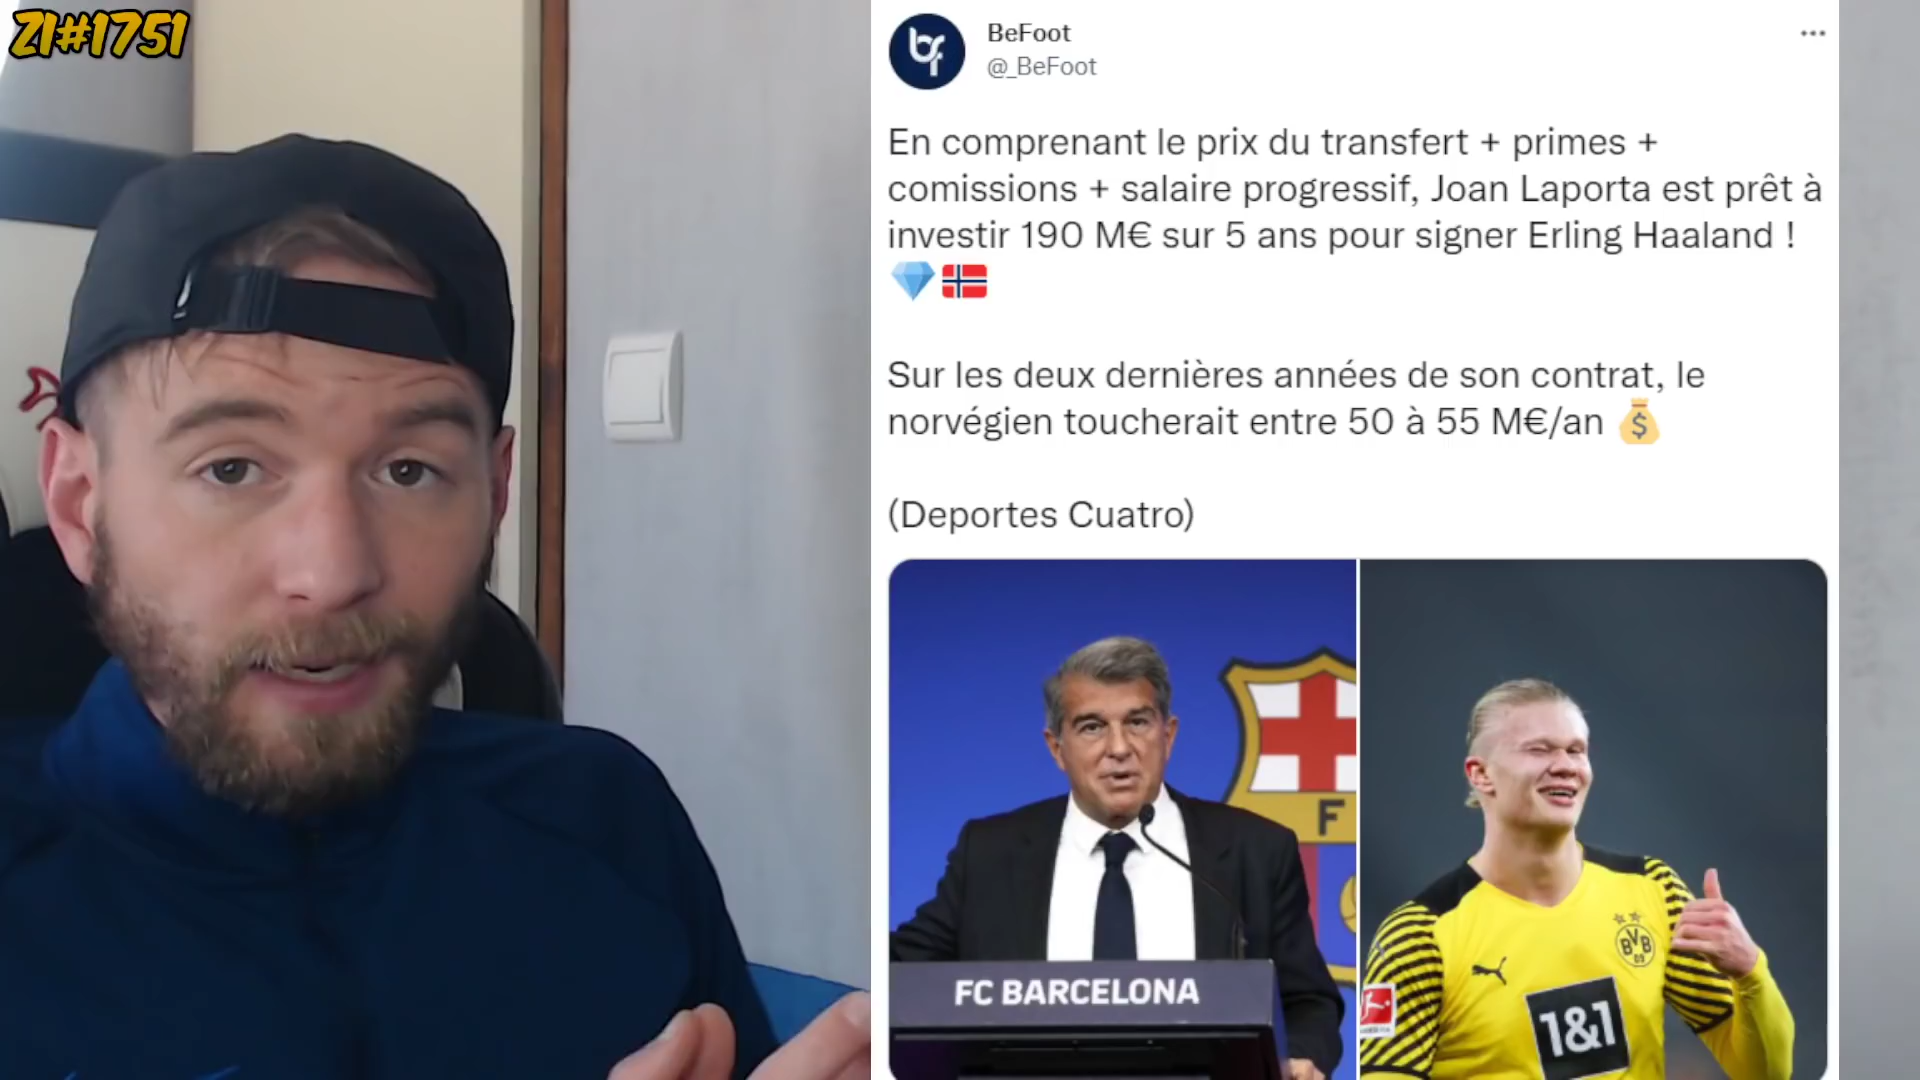 ZI#1751
BeFoot
@_BeFoot
En comprenant le prix du transfert + primes +
comissions + salaire progressif, Joan Laporta est prêt à
investir 190 M€ sur 5 ans pour signer Erling Haaland !
Sur les deux dernières années de son contrat, le
norvégien toucherait entre 50 à 55 M€/an
(Deportes Cuatro)
F
FC BARCELONA
BVB
09
1&1